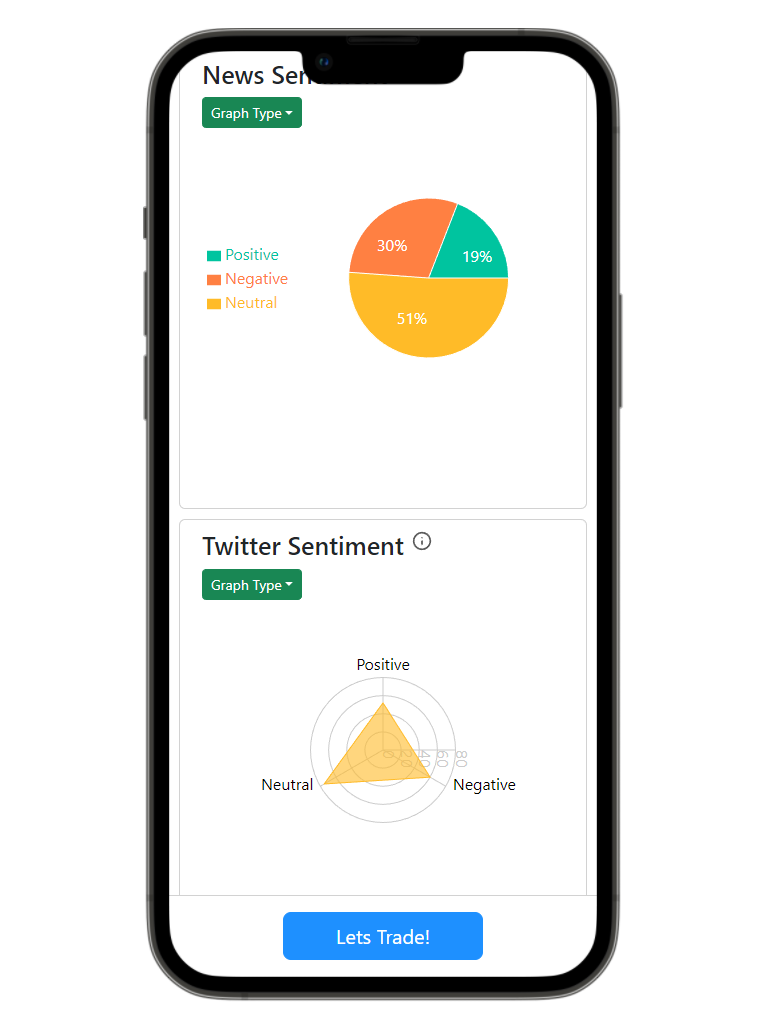 News Sen
Graph Type
Positive
Negative
Neutral
30%
19%
51%
Twitter Sentiment
Graph Type
Positive
0 20 40 60 80
Neutral
Negative
Lets Trade!